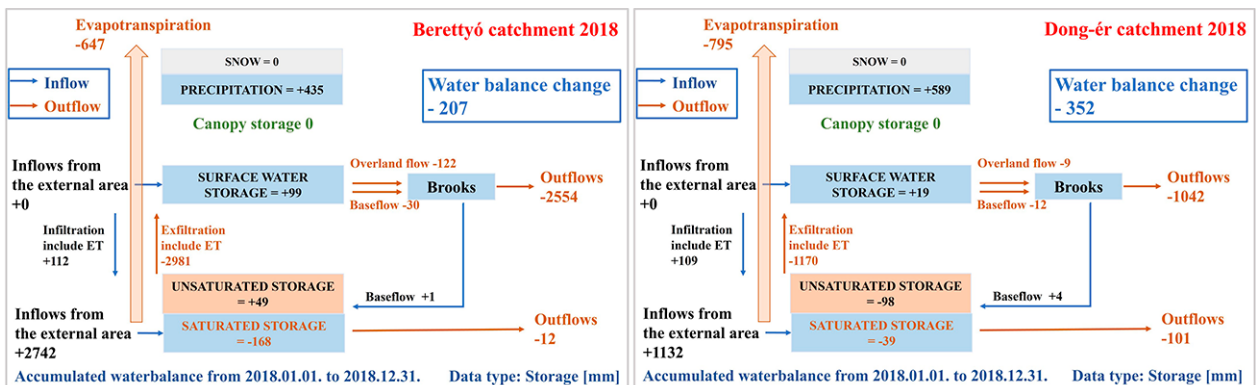 Evapotranspiration
-647
Berettyó catchment 2018
Inflow
Outflow
SNOW = 0
PRECIPITATION = +435
Water balance change
- 207
Canopy storage 0
Inflows from
the external area
+0
SURFACE WATER
STORAGE = +99
Overland flow -122
Baseflow -30
Brooks
Outflows
-2554
Infiltration
include ET
+112
Exfiltration
include ET
-2981
UNSATURATED STORAGE
= +49
Baseflow +1
Inflows from
the external area
+2742
SATURATED STORAGE
= -168
Outflows
-12
Accumulated waterbalance from 2018.01.01. to 2018.12.31.
Data type: Storage [mm]
Evapotranspiration
-795
Dong-ér catchment 2018
Inflow
Outflow
SNOW = 0
PRECIPITATION = +589
Water balance change
- 352
Canopy storage 0
Inflows from
the external area
+0
SURFACE WATER
STORAGE = +19
Overland flow -9
Baseflow -12
Brooks
Outflows
-1042
Infiltration
include ET
+109
Exfiltration
include ET
-1170
UNSATURATED STORAGE
= -98
Baseflow +4
Inflows from
the external area
+1132
SATURATED STORAGE
= -39
Outflows
-101
Accumulated waterbalance from 2018.01.01. to 2018.12.31.
Data type: Storage [mm]